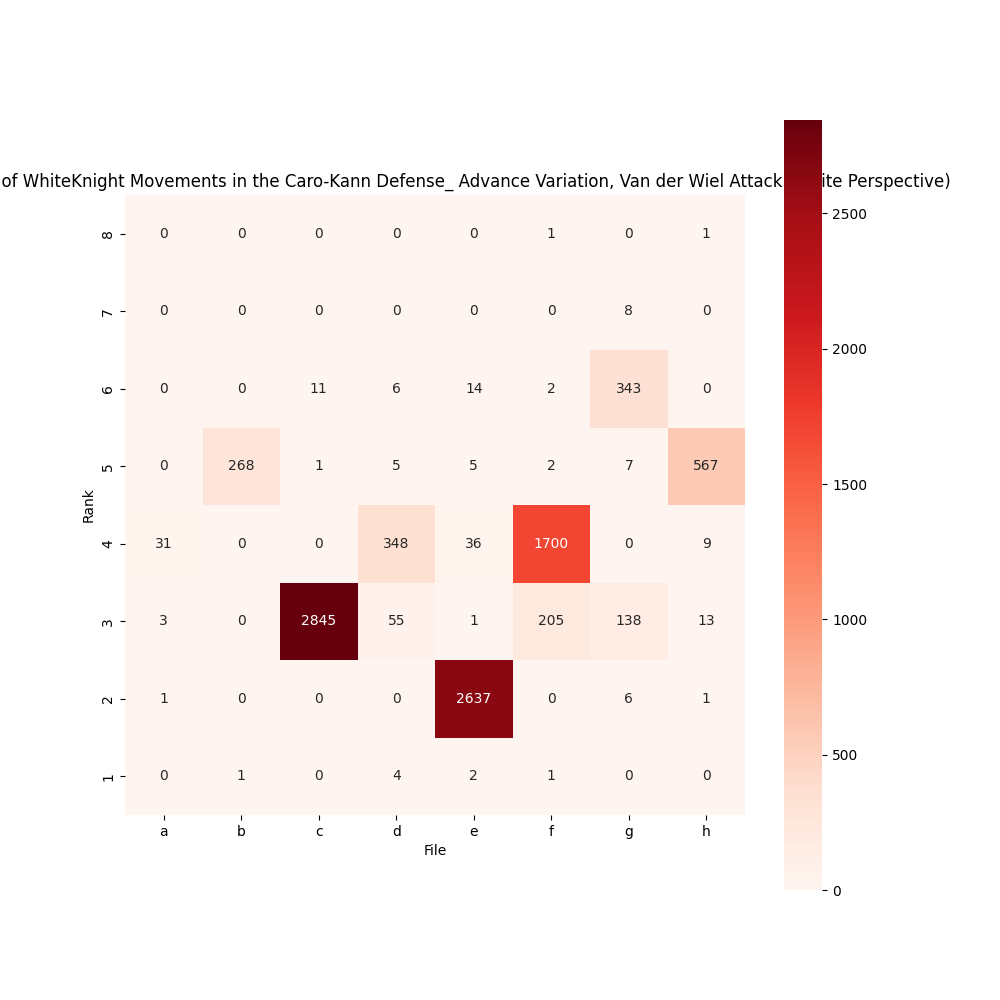 of WhiteKnight Movements in the Caro-Kann Defense_ Advance Variation, Van der Wiel Attack ite Perspective)
8 0 0 0 0 0 1 0 1
7 0 0 0 0 0 0 8 0
6 0 0 11 6 14 2 343 0
5 0 268 1 5 5 2 7 567
4 31 0 0 348 36 1700 0 9
3 3 0 2845 55 1 205 138 13
2 1 0 0 0 2637 0 6 1
1 0 1 0 4 2 1 0 0
a b c d e f g h
File
Rank
2500
2000
1500
1000
500
0